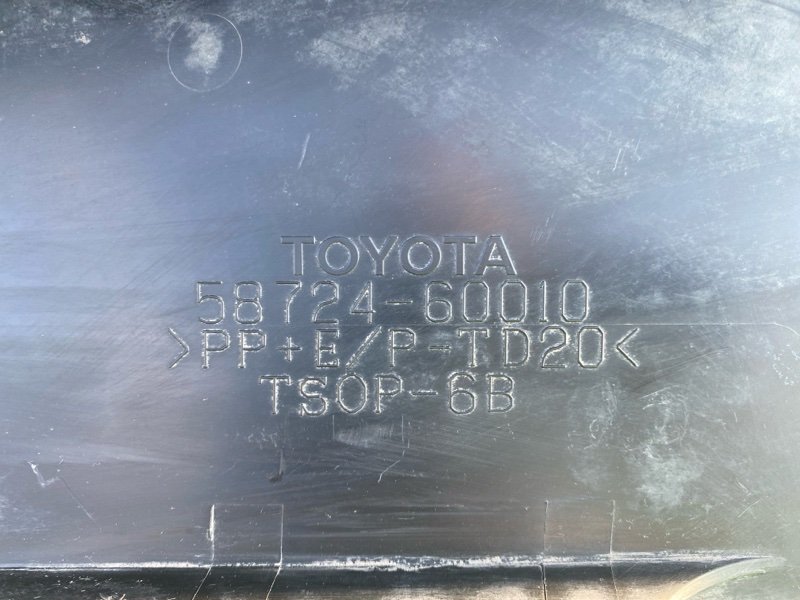 TOYOTA
58724-60010
>PP+E/P-TD20<
TSOP-6B